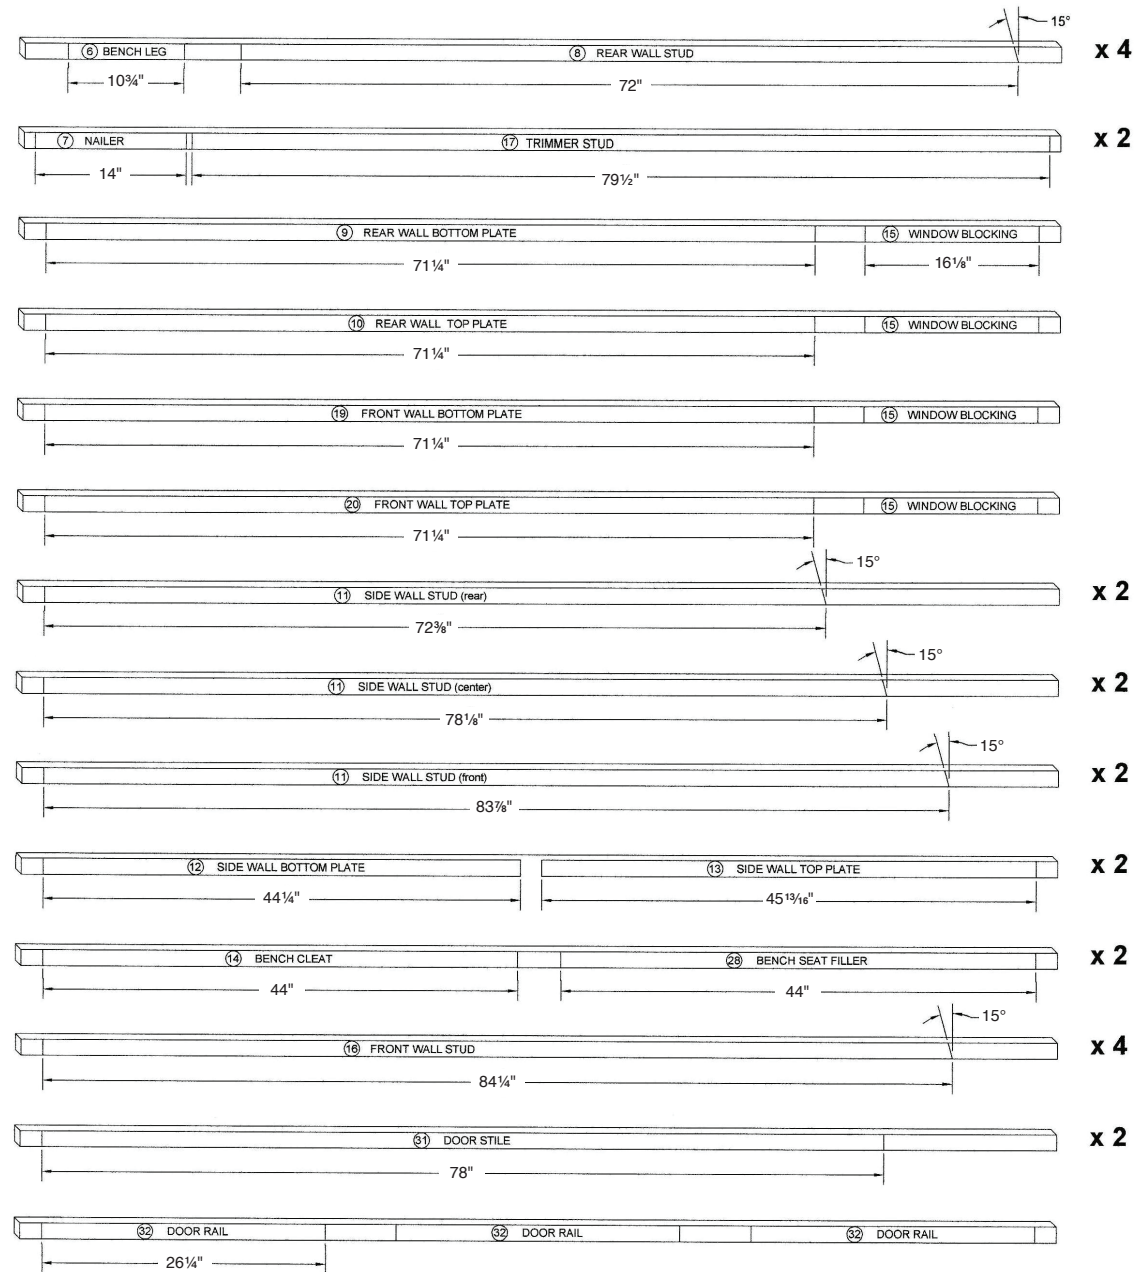 15°
6 BENCH LEG 8 REAR WALL STUD x 4
10¾" 72"
7 NAILER 17 TRIMMER STUD x 2
14" 79½"
9 REAR WALL BOTTOM PLATE 15 WINDOW BLOCKING
71¼" 16⅛"
10 REAR WALL TOP PLATE 15 WINDOW BLOCKING
71¼"
19 FRONT WALL BOTTOM PLATE 15 WINDOW BLOCKING
71¼"
20 FRONT WALL TOP PLATE 15 WINDOW BLOCKING
71¼"
15°
11 SIDE WALL STUD (rear) x 2
72⅜"
15°
11 SIDE WALL STUD (center) x 2
78⅛"
15°
11 SIDE WALL STUD (front) x 2
83⅞"
12 SIDE WALL BOTTOM PLATE 13 SIDE WALL TOP PLATE x 2
44¼" 45¹³/₁₆"
14 BENCH CLEAT 28 BENCH SEAT FILLER x 2
44" 44"
15°
16 FRONT WALL STUD x 4
84¼"
31 DOOR STILE x 2
78"
32 DOOR RAIL 32 DOOR RAIL 32 DOOR RAIL
26¼"